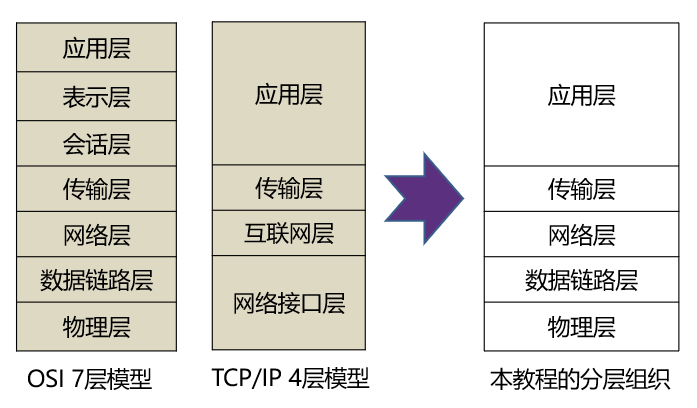 应用层
表示层
会话层
传输层
网络层
数据链路层
物理层
OSI 7层模型
应用层
传输层
互联网层
网络接口层
TCP/IP 4层模型
应用层
传输层
网络层
数据链路层
物理层
本教程的分层组织